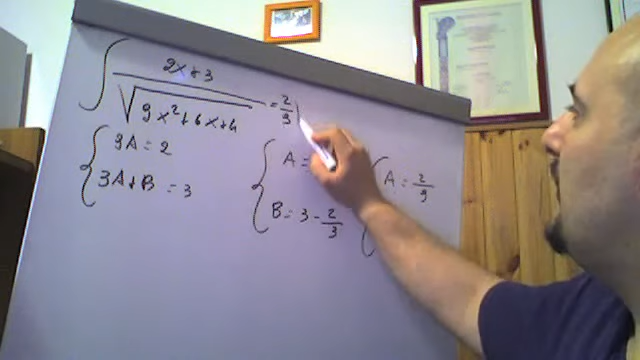 ∫ (2x+3)/√(9x²+6x+4) = 2/9
9A = 2
3A+B = 3
A =
B = 3 - 2/3
A = 2/9